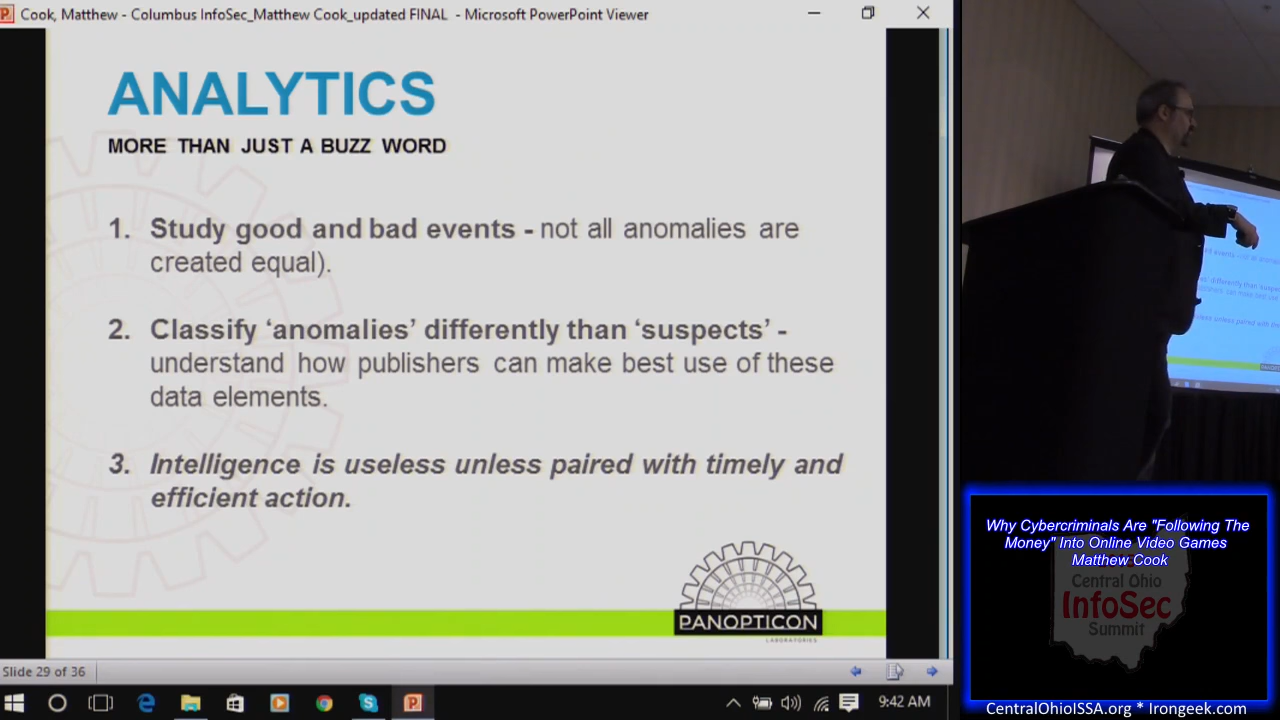 Cook, Matthew - Columbus InfoSec_Matthew Cook_updated FINAL - Microsoft PowerPoint Viewer
ANALYTICS
MORE THAN JUST A BUZZ WORD
1. Study good and bad events - not all anomalies are
created equal).
2. Classify ‘anomalies’ differently than ‘suspects’ -
understand how publishers can make best use of these
data elements.
3. Intelligence is useless unless paired with timely and
efficient action.
PANOPTICON
LABORATORIES
Slide 29 of 36
9:42 AM
Why Cybercriminals Are "Following The
Money" Into Online Video Games
Matthew Cook
Central Ohio
InfoSec
Summit
CentralOhioISSA.org * Irongeek.com